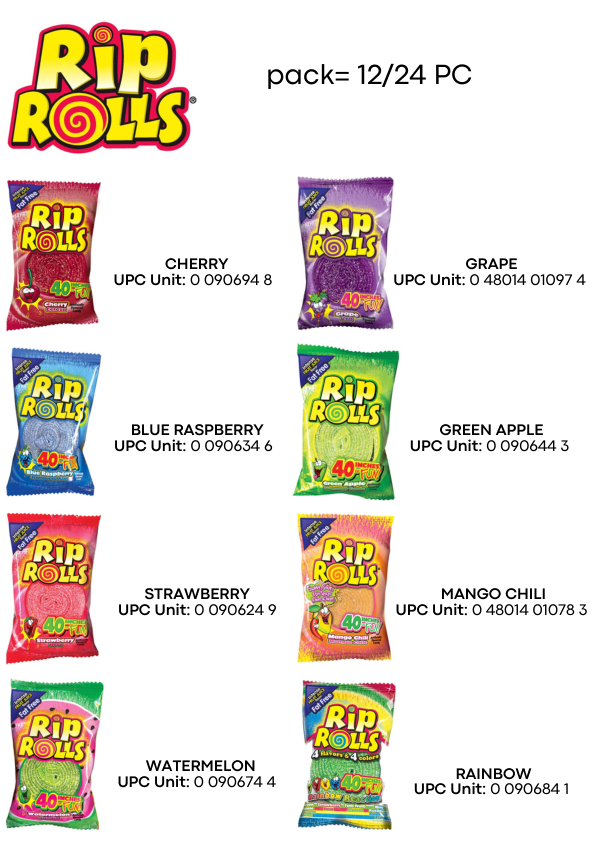 Rip
ROLLS®
pack= 12/24 PC
Fat Free
Rip
ROLLS
40 INCHES
OF FUN!
Cherry
CHERRY
UPC Unit: 0 090694 8
Fat Free
Rip
ROLLS
40 INCHES
OF FUN!
Grape
GRAPE
UPC Unit: 0 48014 01097 4
Fat Free
Rip
ROLLS
40 INCHES
OF FUN!
Blue Raspberry
BLUE RASPBERRY
UPC Unit: 0 090634 6
Fat Free
Rip
ROLLS
40 INCHES
OF FUN!
Green Apple
GREEN APPLE
UPC Unit: 0 090644 3
Fat Free
Rip
ROLLS
40 INCHES
OF FUN!
Strawberry
STRAWBERRY
UPC Unit: 0 090624 9
Fat Free
Rip
ROLLS
40 INCHES
OF FUN!
Mango Chili
MANGO CHILI
UPC Unit: 0 48014 01078 3
Fat Free
Rip
ROLLS
40 INCHES
OF FUN!
Watermelon
WATERMELON
UPC Unit: 0 090674 4
Fat Free
Rip
ROLLS
4 flavors & 4 colors
40 INCHES
OF FUN!
RAINBOW
UPC Unit: 0 090684 1